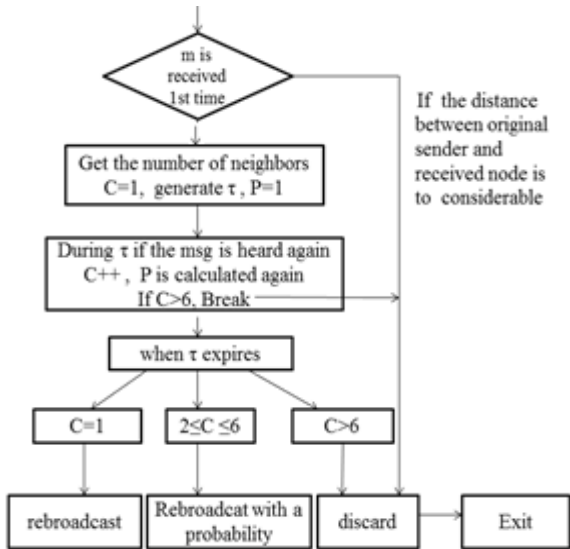 m is
received
1st time
If the distance
between original
sender and
received node is
to considerable
Get the number of neighbors
C=1, generate τ , P=1
During τ if the msg is heard again
C++ , P is calculated again
If C>6, Break
when τ expires
C=1
2≤C ≤6
C>6
rebroadcast
Rebroadcat with a
probability
discard
Exit